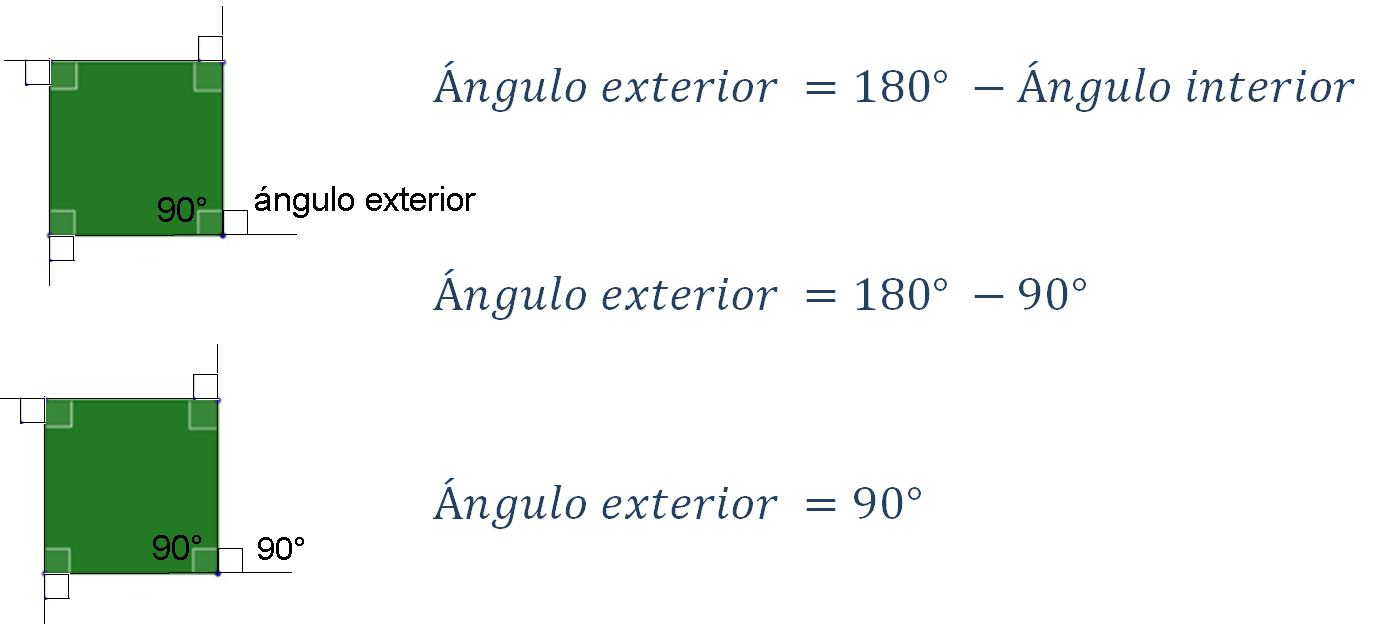 Ángulo exterior = 180° − Ángulo interior
90° ángulo exterior
Ángulo exterior = 180° − 90°
Ángulo exterior = 90°
90° 90°